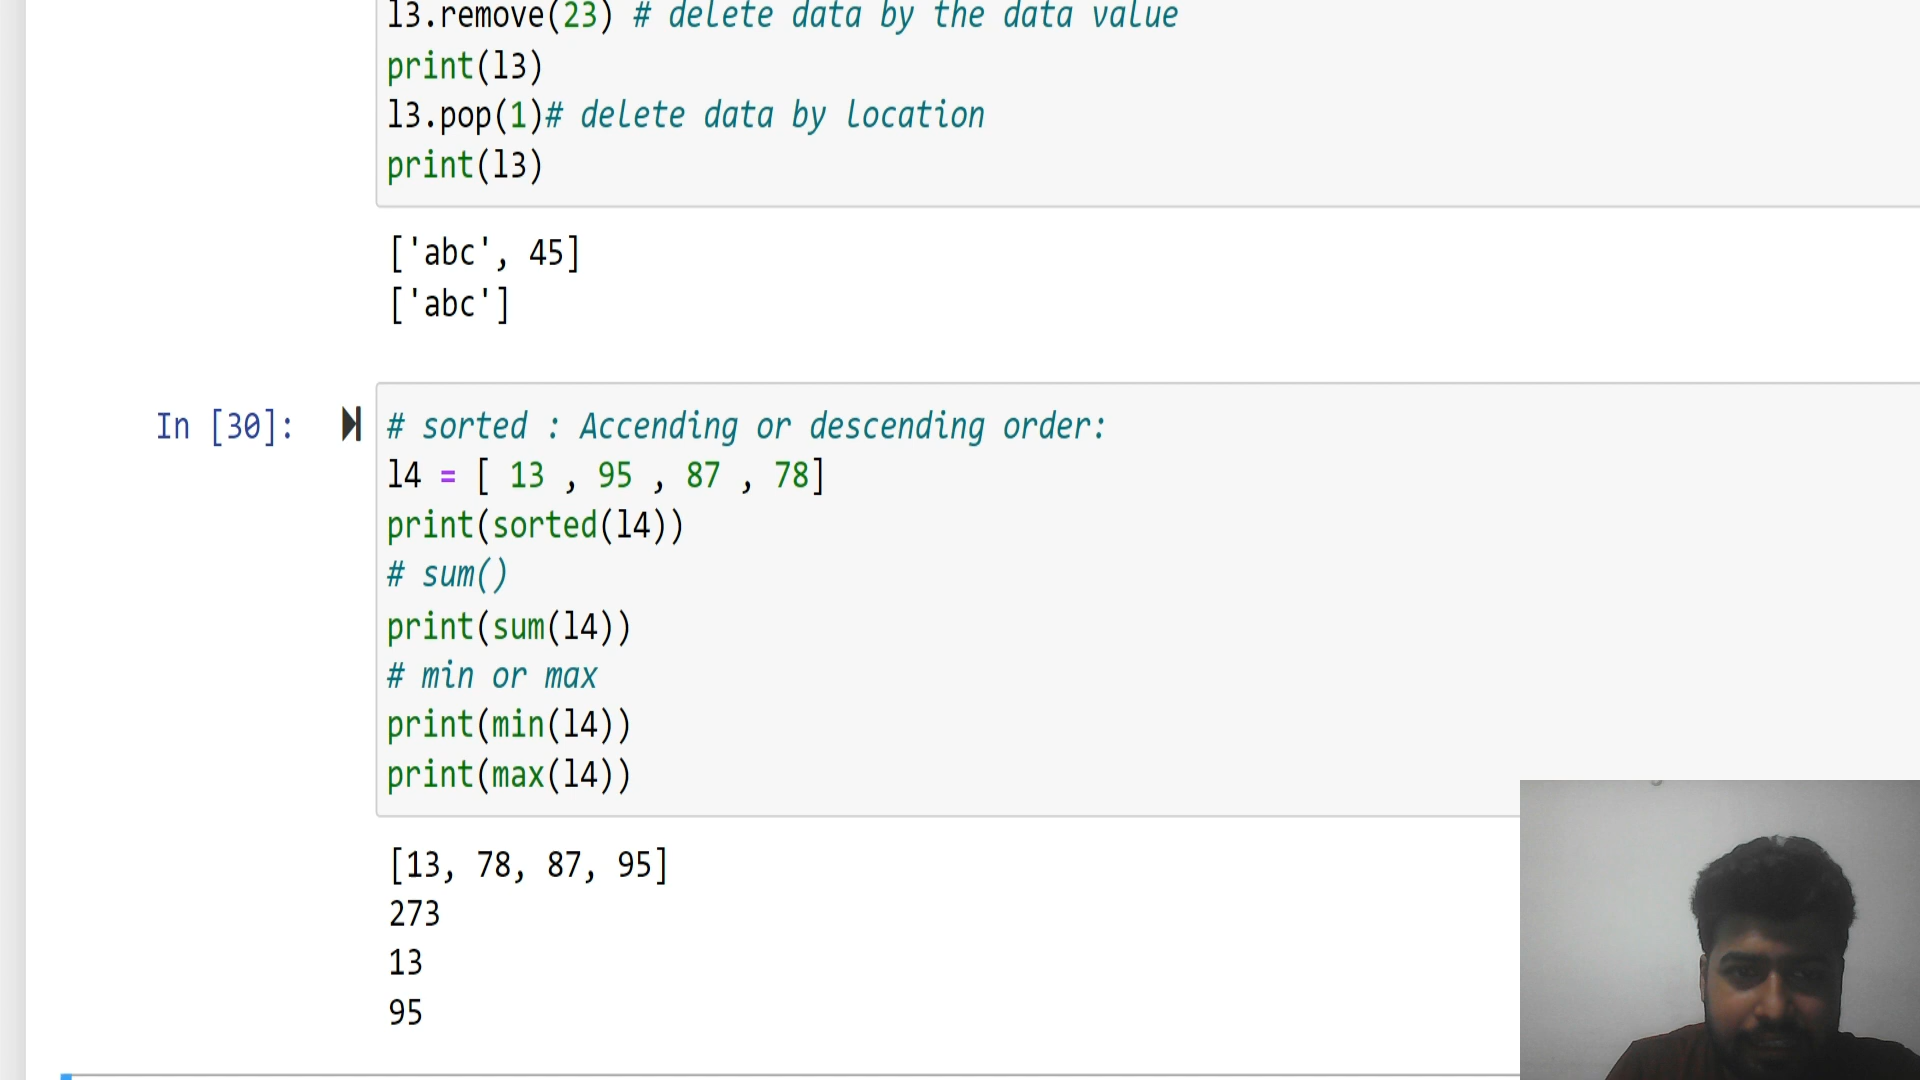 l3.remove(23) # delete data by the data value
print(l3)
l3.pop(1)# delete data by location
print(l3)
['abc', 45]
['abc']
In [30]:
# sorted : Accending or descending order:
l4 = [ 13 , 95 , 87 , 78]
print(sorted(l4))
# sum()
print(sum(l4))
# min or max
print(min(l4))
print(max(l4))
[13, 78, 87, 95]
273
13
95